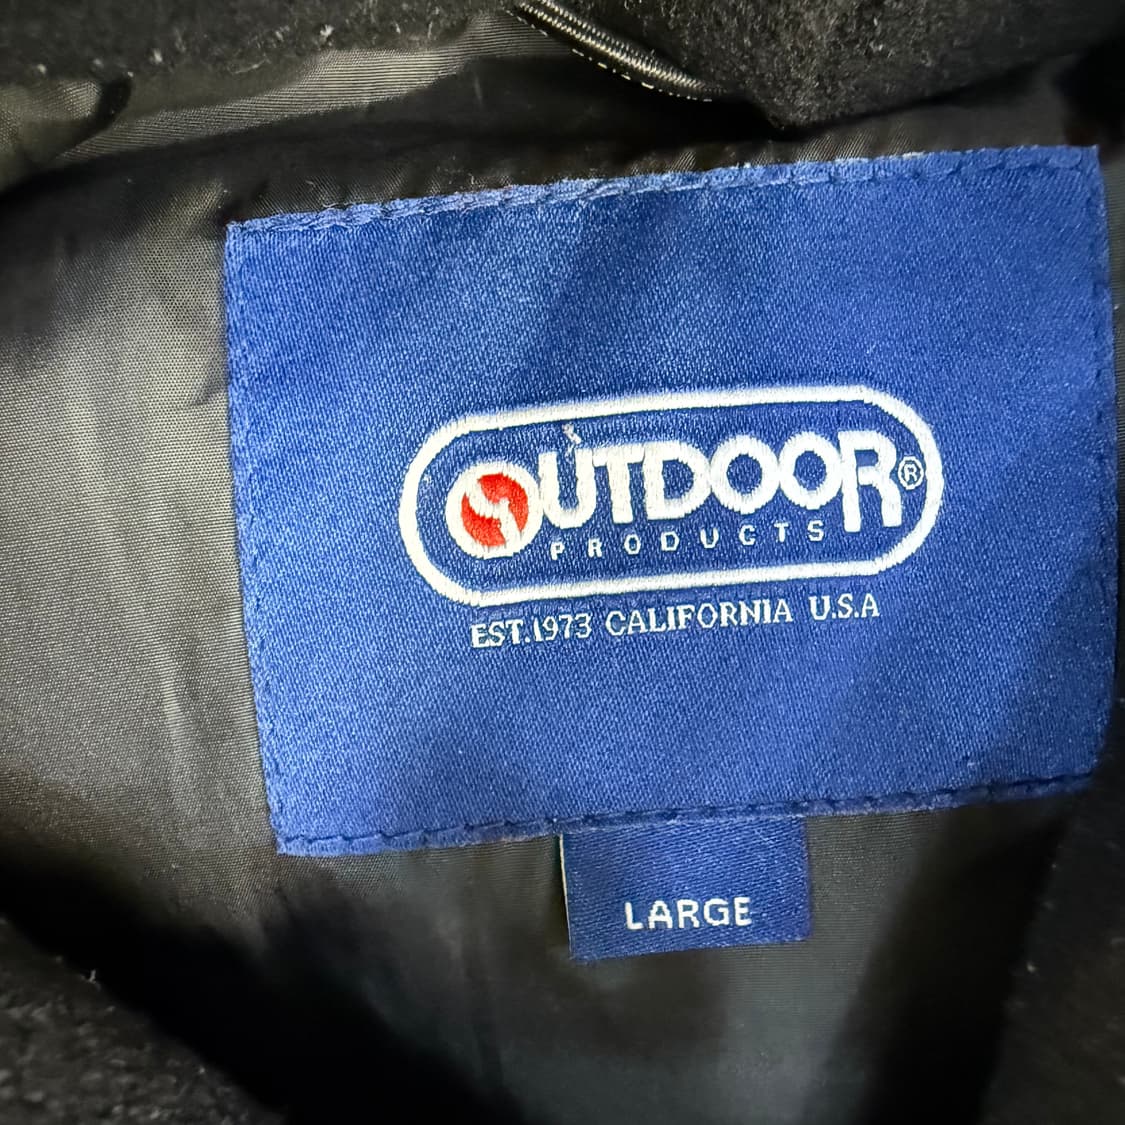 OUTDOOR®
PRODUCTS
EST.1973 CALIFORNIA U.S.A
LARGE